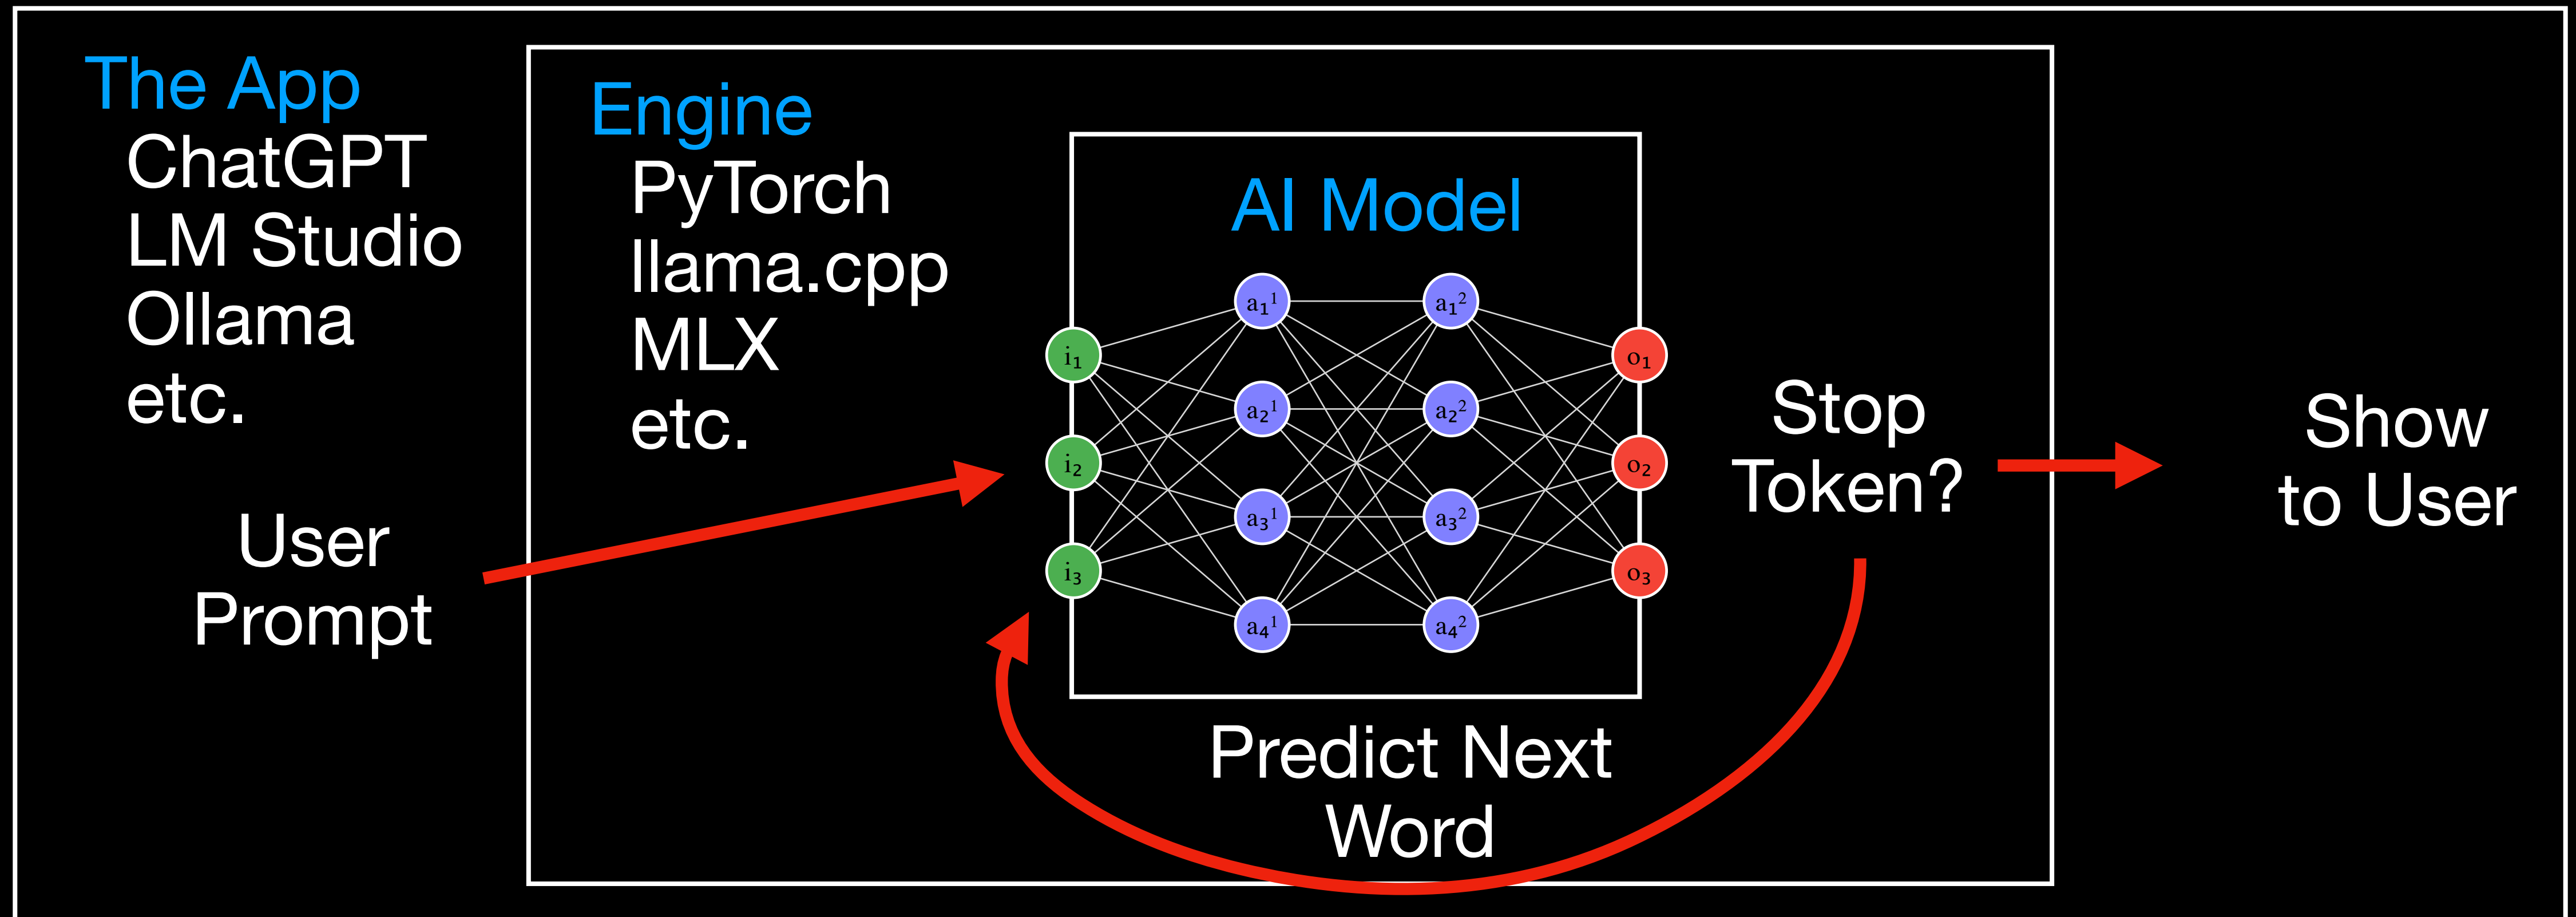 The App
ChatGPT
LM Studio
Ollama
etc.
User
Prompt
Engine
PyTorch
llama.cpp
MLX
etc.
AI Model
i₁
i₂
i₃
a₁¹
a₂¹
a₃¹
a₄¹
a₁²
a₂²
a₃²
a₄²
o₁
o₂
o₃
Predict Next
Word
Stop
Token?
Show
to User